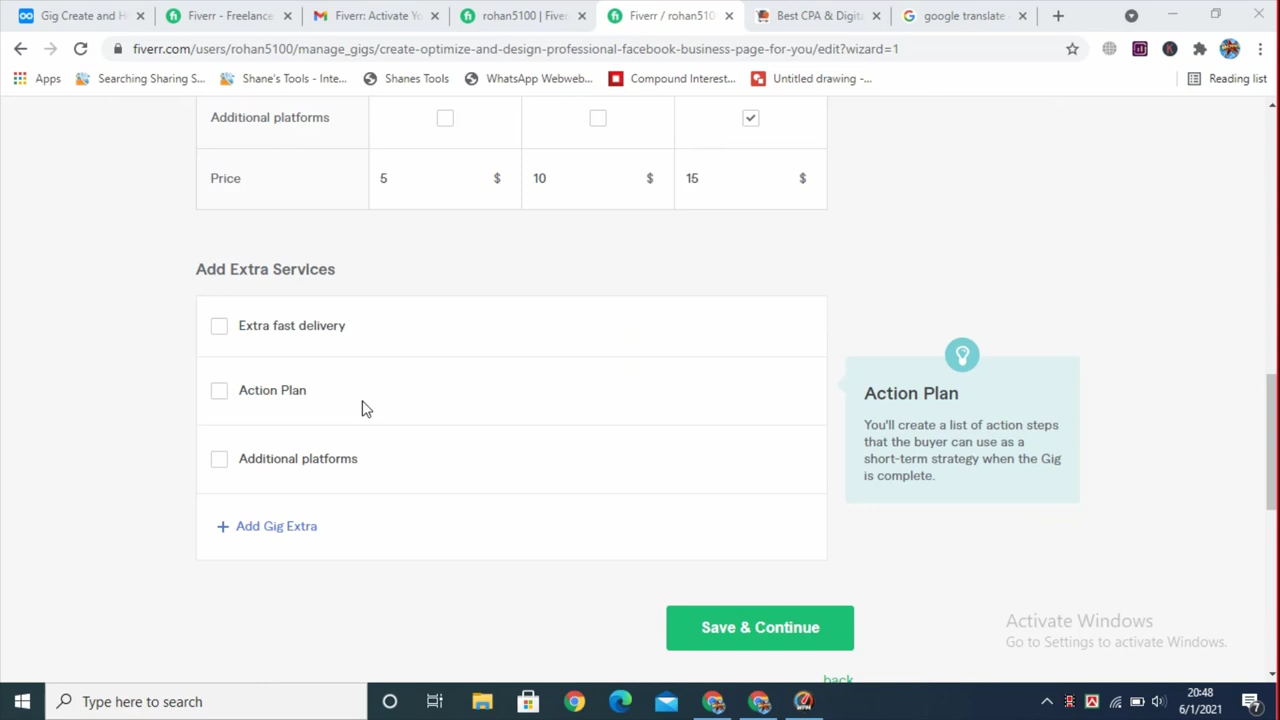 Gig Create and H
Fiverr - Freelance
Fiverr: Activate Yo
rohan5100 | Fiverr
Fiverr / rohan510
Best CPA & Digita
google translate -
fiverr.com/users/rohan5100/manage_gigs/create-optimize-and-design-professional-facebook-business-page-for-you/edit?wizard=1
Apps
Searching Sharing S...
Shane's Tools - Inte...
Shanes Tools
WhatsApp Webweb...
Compound Interest...
Untitled drawing -...
Reading list
Additional platforms
Price 5 $ 10 $ 15 $
Add Extra Services
Extra fast delivery
Action Plan
Additional platforms
+ Add Gig Extra
Action Plan
You'll create a list of action steps
that the buyer can use as a
short-term strategy when the Gig
is complete.
Save & Continue
back
Activate Windows
Go to Settings to activate Windows.
Type here to search
20:48
6/1/2021
7